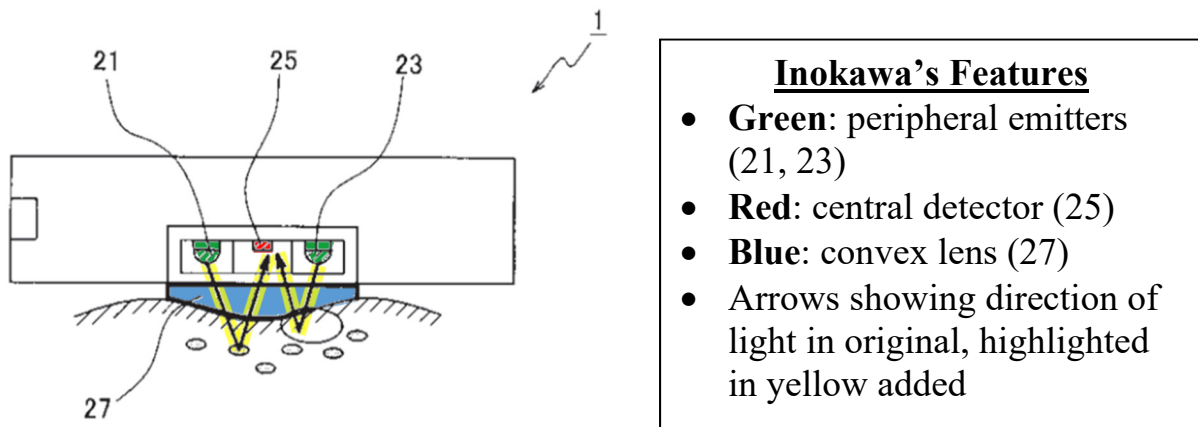 1
21
25
23
27
Inokawa’s Features
• Green: peripheral emitters
(21, 23)
• Red: central detector (25)
• Blue: convex lens (27)
• Arrows showing direction of
light in original, highlighted
in yellow added